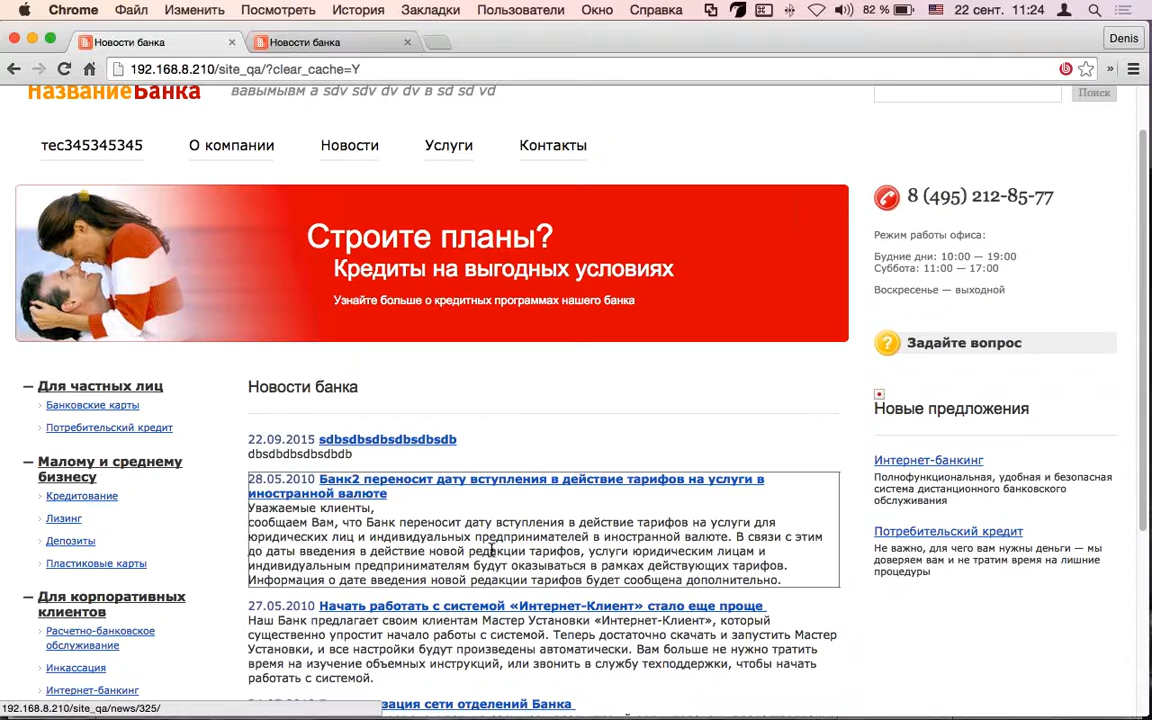 Chrome Файл Изменить Посмотреть История Закладки Пользователи Окно Справка 82 % 22 сент. 11:24
Новости банка
Новости банка
Denis
192.168.8.210/site_qa/?clear_cache=Y
НазваниеБанка
вавымывм а sdv sdv dv dv в sd sd vd
Поиск
тес345345345 О компании Новости Услуги Контакты
Строите планы?
Кредиты на выгодных условиях
Узнайте больше о кредитных программах нашего банка
8 (495) 212-85-77
Режим работы офиса:
Будние дни: 10:00 — 19:00
Суббота: 11:00 — 17:00
Воскресенье — выходной
Задайте вопрос
— Для частных лиц
Банковские карты
Потребительский кредит
— Малому и среднему
бизнесу
Кредитование
Лизинг
Депозиты
Пластиковые карты
— Для корпоративных
клиентов
Расчетно-банковское
обслуживание
Инкассация
Интернет-банкинг
Новости банка
22.09.2015 sdbsdbsdbsdbsdbsdb
dbsdbdbsdbsdbdb
28.05.2010 Банк2 переносит дату вступления в действие тарифов на услуги в
иностранной валюте
Уважаемые клиенты,
сообщаем Вам, что Банк переносит дату вступления в действие тарифов на услуги для
юридических лиц и индивидуальных предпринимателей в иностранной валюте. В связи с этим
до даты введения в действие новой редакции тарифов, услуги юридическим лицам и
индивидуальным предпринимателям будут оказываться в рамках действующих тарифов.
Информация о дате введения новой редакции тарифов будет сообщена дополнительно.
27.05.2010 Начать работать с системой «Интернет-Клиент» стало еще проще
Наш Банк предлагает своим клиентам Мастер Установки «Интернет-Клиент», который
существенно упростит начало работы с системой. Теперь достаточно скачать и запустить Мастер
Установки, и все настройки будут произведены автоматически. Вам больше не нужно тратить
время на изучение объемных инструкций, или звонить в службу техподдержки, чтобы начать
работать с системой.
сети отделений Банка
Новые предложения
Интернет-банкинг
Полнофункциональная, удобная и безопасная
система дистанционного банковского
обслуживания
Потребительский кредит
Не важно, для чего вам нужны деньги — мы
доверяем вам и не тратим время на лишние
процедуры
192.168.8.210/site_qa/news/325/